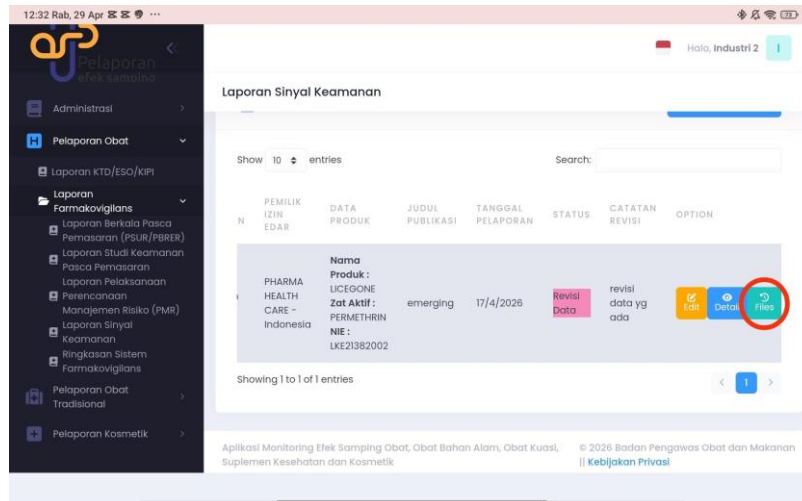 12:32 Rab, 29 Apr
Pelaporan
efek samping
Halo, Industri 2
I
Administrasi
Pelaporan Obat
Laporan KTD/ESO/KIPI
Laporan
Farmakovigilans
Laporan Berkala Pasca
Pemasaran (PSUR/PBRER)
Laporan Studi Keamanan
Pasca Pemasaran
Laporan Pelaksanaan
Perencanaan
Manajemen Risiko (PMR)
Laporan Sinyal
Keamanan
Ringkasan Sistem
Farmakovigilans
Pelaporan Obat
Tradisional
Pelaporan Kosmetik
Laporan Sinyal Keamanan
Show 10 entries
Search:
N
PEMILIK
IZIN
EDAR
DATA
PRODUK
JUDUL
PUBLIKASI
TANGGAL
PELAPORAN
STATUS
CATATAN
REVISI
OPTION
PHARMA
HEALTH
CARE -
Indonesia
Nama
Produk :
LICEGONE
Zat Aktif :
PERMETHRIN
NIE :
LKE21382002
emerging
17/4/2026
Revisi
Data
revisi
data yg
ada
Edit
Detail
Files
Showing 1 to 1 of 1 entries
< 1 >
Aplikasi Monitoring Efek Samping Obat, Obat Bahan Alam, Obat Kuasi,
Suplemen Kesehatan dan Kosmetik
© 2026 Badan Pengawas Obat dan Makanan
|| Kebijakan Privasi